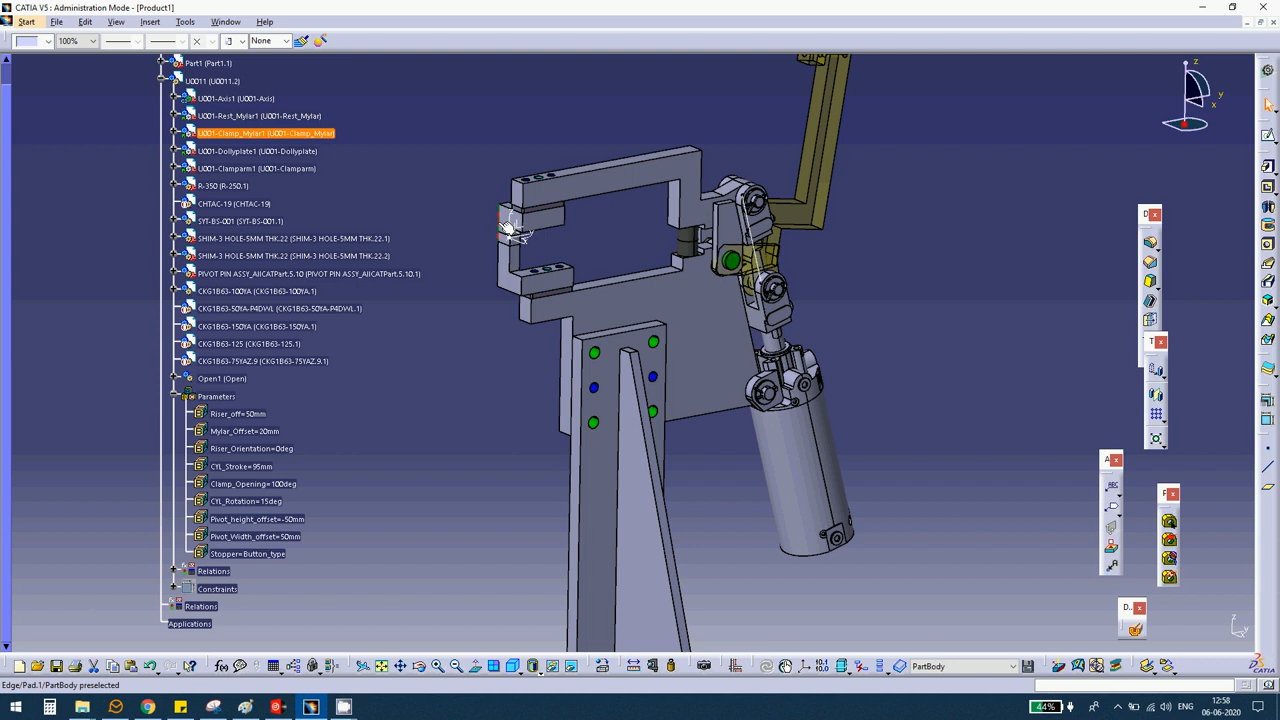 CATIA V5 : Administration Mode - [Product1]
Start File Edit View Insert Tools Window Help
100% None
Part1 (Part1.1)
U0011 (U0011.2)
U001-Axis1 (U001-Axis)
U001-Rest_Mylar1 (U001-Rest_Mylar)
U001-Clamp_Mylar1 (U001-Clamp_Mylar)
U001-Dollyplate1 (U001-Dollyplate)
U001-Clamparm1 (U001-Clamparm)
R-350 (R-250.1)
CHTAC-19 (CHTAC-19)
SYT-BS-001 (SYT-BS-001.1)
SHIM-3 HOLE-5MM THK.22 (SHIM-3 HOLE-5MM THK.22.1)
SHIM-3 HOLE-5MM THK.22 (SHIM-3 HOLE-5MM THK.22.2)
PIVOT PIN ASSY_AllCATPart.5.10 (PIVOT PIN ASSY_AllCATPart.5.10.1)
CKG1B63-100YA (CKG1B63-100YA.1)
CKG1B63-50YA-P4DWL (CKG1B63-50YA-P4DWL.1)
CKG1B63-150YA (CKG1B63-150YA.1)
CKG1B63-125 (CKG1B63-125.1)
CKG1B63-75YAZ.9 (CKG1B63-75YAZ.9.1)
Open1 (Open)
Parameters
Riser_off=50mm
Mylar_Offset=20mm
Riser_Orientation=0deg
CYL_Stroke=95mm
Clamp_Opening=100deg
CYL_Rotation=15deg
Pivot_height_offset=-50mm
Pivot_Width_offset=50mm
Stopper=Button_type
Relations
Constraints
Relations
Applications
z
y
x
D
T
A
F
D..
PartBody
Edge/Pad.1/PartBody preselected
44%
ENG
12:58
06-06-2020